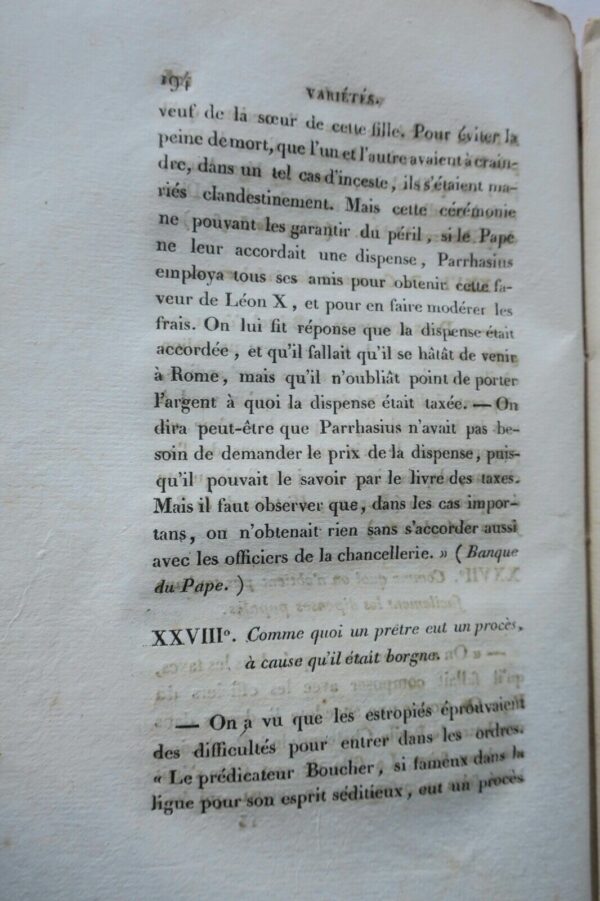 194
VARIÉTÉS.
veuf de la sœur de cette fille. Pour éviter la
peine de mort, que l'un et l'autre avaient à crain-
dre, dans un tel cas d'inceste, ils s'étaient ma-
riés clandestinement. Mais cette cérémonie
ne pouvant les garantir du péril, si le Pape
ne leur accordait une dispense, Parrhasius
employa tous ses amis pour obtenir cette fa-
veur de Léon X, et pour en faire modérer les
frais. On lui fit réponse que la dispense était
accordée, et qu'il fallait qu'il se hâtât de venir
à Rome, mais qu'il n'oubliât point de porter
l'argent à quoi la dispense était taxée. — On
dira peut-être que Parrhasius n'avait pas be-
soin de demander le prix de la dispense, puis-
qu'il pouvait le savoir par le livre des taxes.
Mais il faut observer que, dans les cas impor-
tans, on n'obtenait rien sans s'accorder aussi
avec les officiers de la chancellerie. » (Banque
du Pape.)
XXVIII°. Comme quoi un prêtre eut un procès,
à cause qu'il était borgne.
— On a vu que les estropiés éprouvaient
des difficultés pour entrer dans les ordres.
« Le prédicateur Boucher, si fameux dans la
ligue pour son esprit séditieux, eut un procès